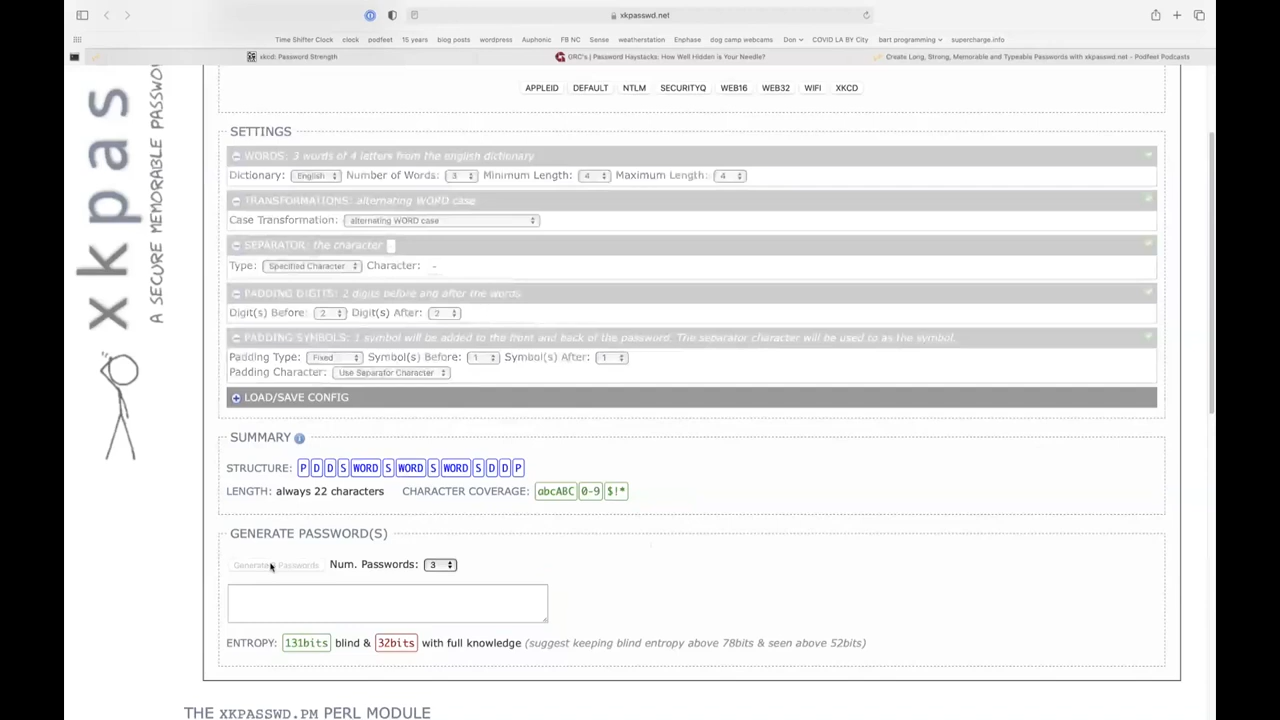 xkpasswd.net
Time Shifter Clock clock podfeet 15 years blog posts wordpress Auphonic FB NC Sense weatherstation Enphase dog camp webcams Don COVID LA BY City bart programming supercharge.info
xkcd: Password Strength GRC's | Password Haystacks: How Well Hidden is Your Needle? Create Long, Strong, Memorable and Typeable Passwords with xkpasswd.net - Podfeet Podcasts
xkpas
A SECURE MEMORABLE PASSWO
APPLEID DEFAULT NTLM SECURITYQ WEB16 WEB32 WIFI XKCD
SETTINGS
WORDS: 3 words of 4 letters from the english dictionary
Dictionary: English Number of Words: 3 Minimum Length: 4 Maximum Length: 4
TRANSFORMATIONS: alternating WORD case
Case Transformation: alternating WORD case
SEPARATOR: the character
Type: Specified Character Character: -
PADDING DIGITS: 2 digits before and after the words
Digit(s) Before: 2 Digit(s) After: 2
PADDING SYMBOLS: 1 symbol will be added to the front and back of the password. The separator character will be used to as the symbol.
Padding Type: Fixed Symbol(s) Before: 1 Symbol(s) After: 1
Padding Character: Use Separator Character
LOAD/SAVE CONFIG
SUMMARY
STRUCTURE: P D D S WORD S WORD S WORD S D D P
LENGTH: always 22 characters CHARACTER COVERAGE: abcABC 0-9 $!*
GENERATE PASSWORD(S)
Generate Passwords Num. Passwords: 3
ENTROPY: 131bits blind & 32bits with full knowledge (suggest keeping blind entropy above 78bits & seen above 52bits)
THE XKPASSWD.PM PERL MODULE